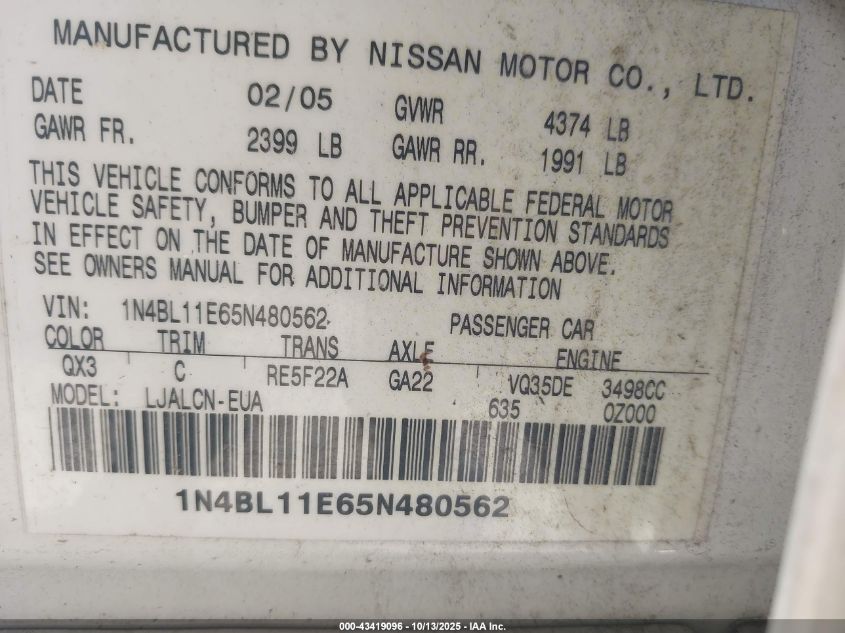 MANUFACTURED BY NISSAN MOTOR CO., LTD.
DATE 02/05 GVWR 4374 LB
GAWR FR. 2399 LB GAWR RR. 1991 LB
THIS VEHICLE CONFORMS TO ALL APPLICABLE FEDERAL MOTOR
VEHICLE SAFETY, BUMPER AND THEFT PREVENTION STANDARDS
IN EFFECT ON THE DATE OF MANUFACTURE SHOWN ABOVE.
SEE OWNERS MANUAL FOR ADDITIONAL INFORMATION
VIN: 1N4BL11E65N480562 PASSENGER CAR
COLOR TRIM TRANS AXLE ENGINE
QX3 C RE5F22A GA22 VQ35DE 3498CC
MODEL: LJALCN-EUA 635 0Z000
1N4BL11E65N480562
000-43419096 - 10/13/2025 - IAA Inc.